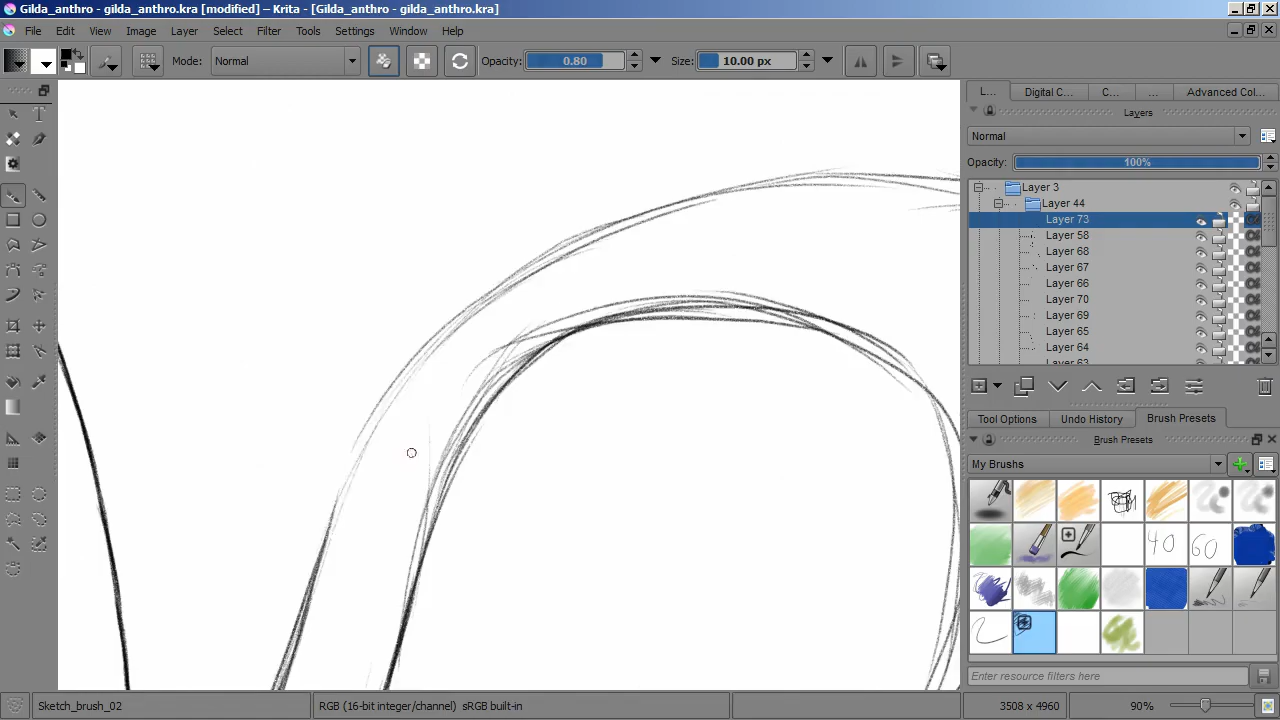 Gilda_anthro - gilda_anthro.kra [modified] – Krita - [Gilda_anthro - gilda_anthro.kra]
File Edit View Image Layer Select Filter Tools Settings Window Help
Mode: Normal Opacity: 0.80 Size: 10.00 px
L... Digital C... C... ... Advanced Col...
Layers
Normal
Opacity: 100%
Layer 3
Layer 44
Layer 73
Layer 58
Layer 68
Layer 67
Layer 66
Layer 70
Layer 69
Layer 65
Layer 64
Layer 63
Tool Options Undo History Brush Presets
Brush Presets
My Brushes
40 60
Enter resource filters here
Sketch_brush_02 RGB (16-bit integer/channel) sRGB built-in 3508 x 4960 90%